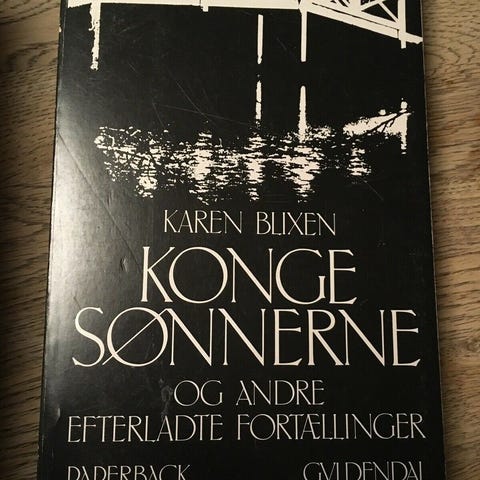 KAREN BLIXEN
KONGE
SØNNERNE
OG ANDRE
EFTERLADTE FORTÆLLINGER
PAPERBACK GYLDENDAL